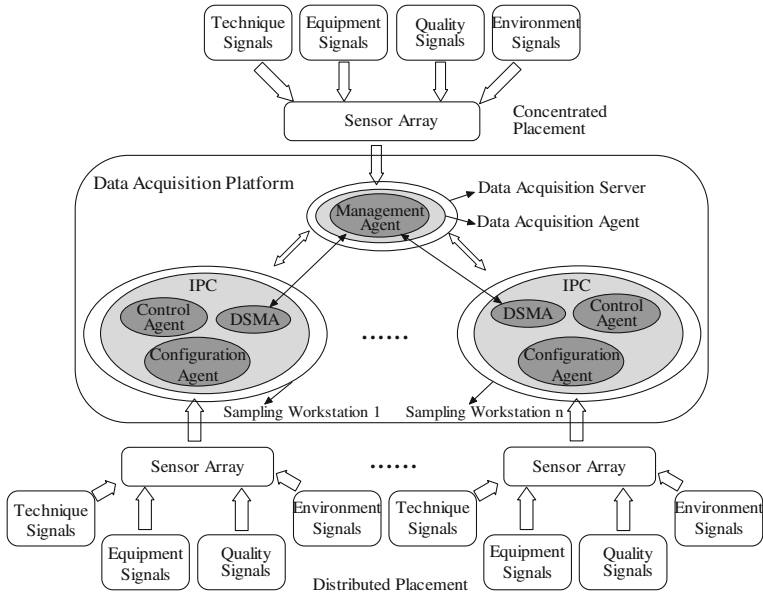 Technique
Signals
Equipment
Signals
Quality
Signals
Environment
Signals
Sensor Array
Concentrated
Placement
Data Acquisition Platform
Management
Agent
Data Acquisition Server
Data Acquisition Agent
IPC
Control
Agent
DSMA
Configuration
Agent
......
IPC
DSMA
Control
Agent
Configuration
Agent
Sampling Workstation 1
Sampling Workstation n
Sensor Array
......
Sensor Array
Technique
Signals
Equipment
Signals
Quality
Signals
Environment
Signals
Technique
Signals
Equipment
Signals
Quality
Signals
Environment
Signals
Distributed Placement